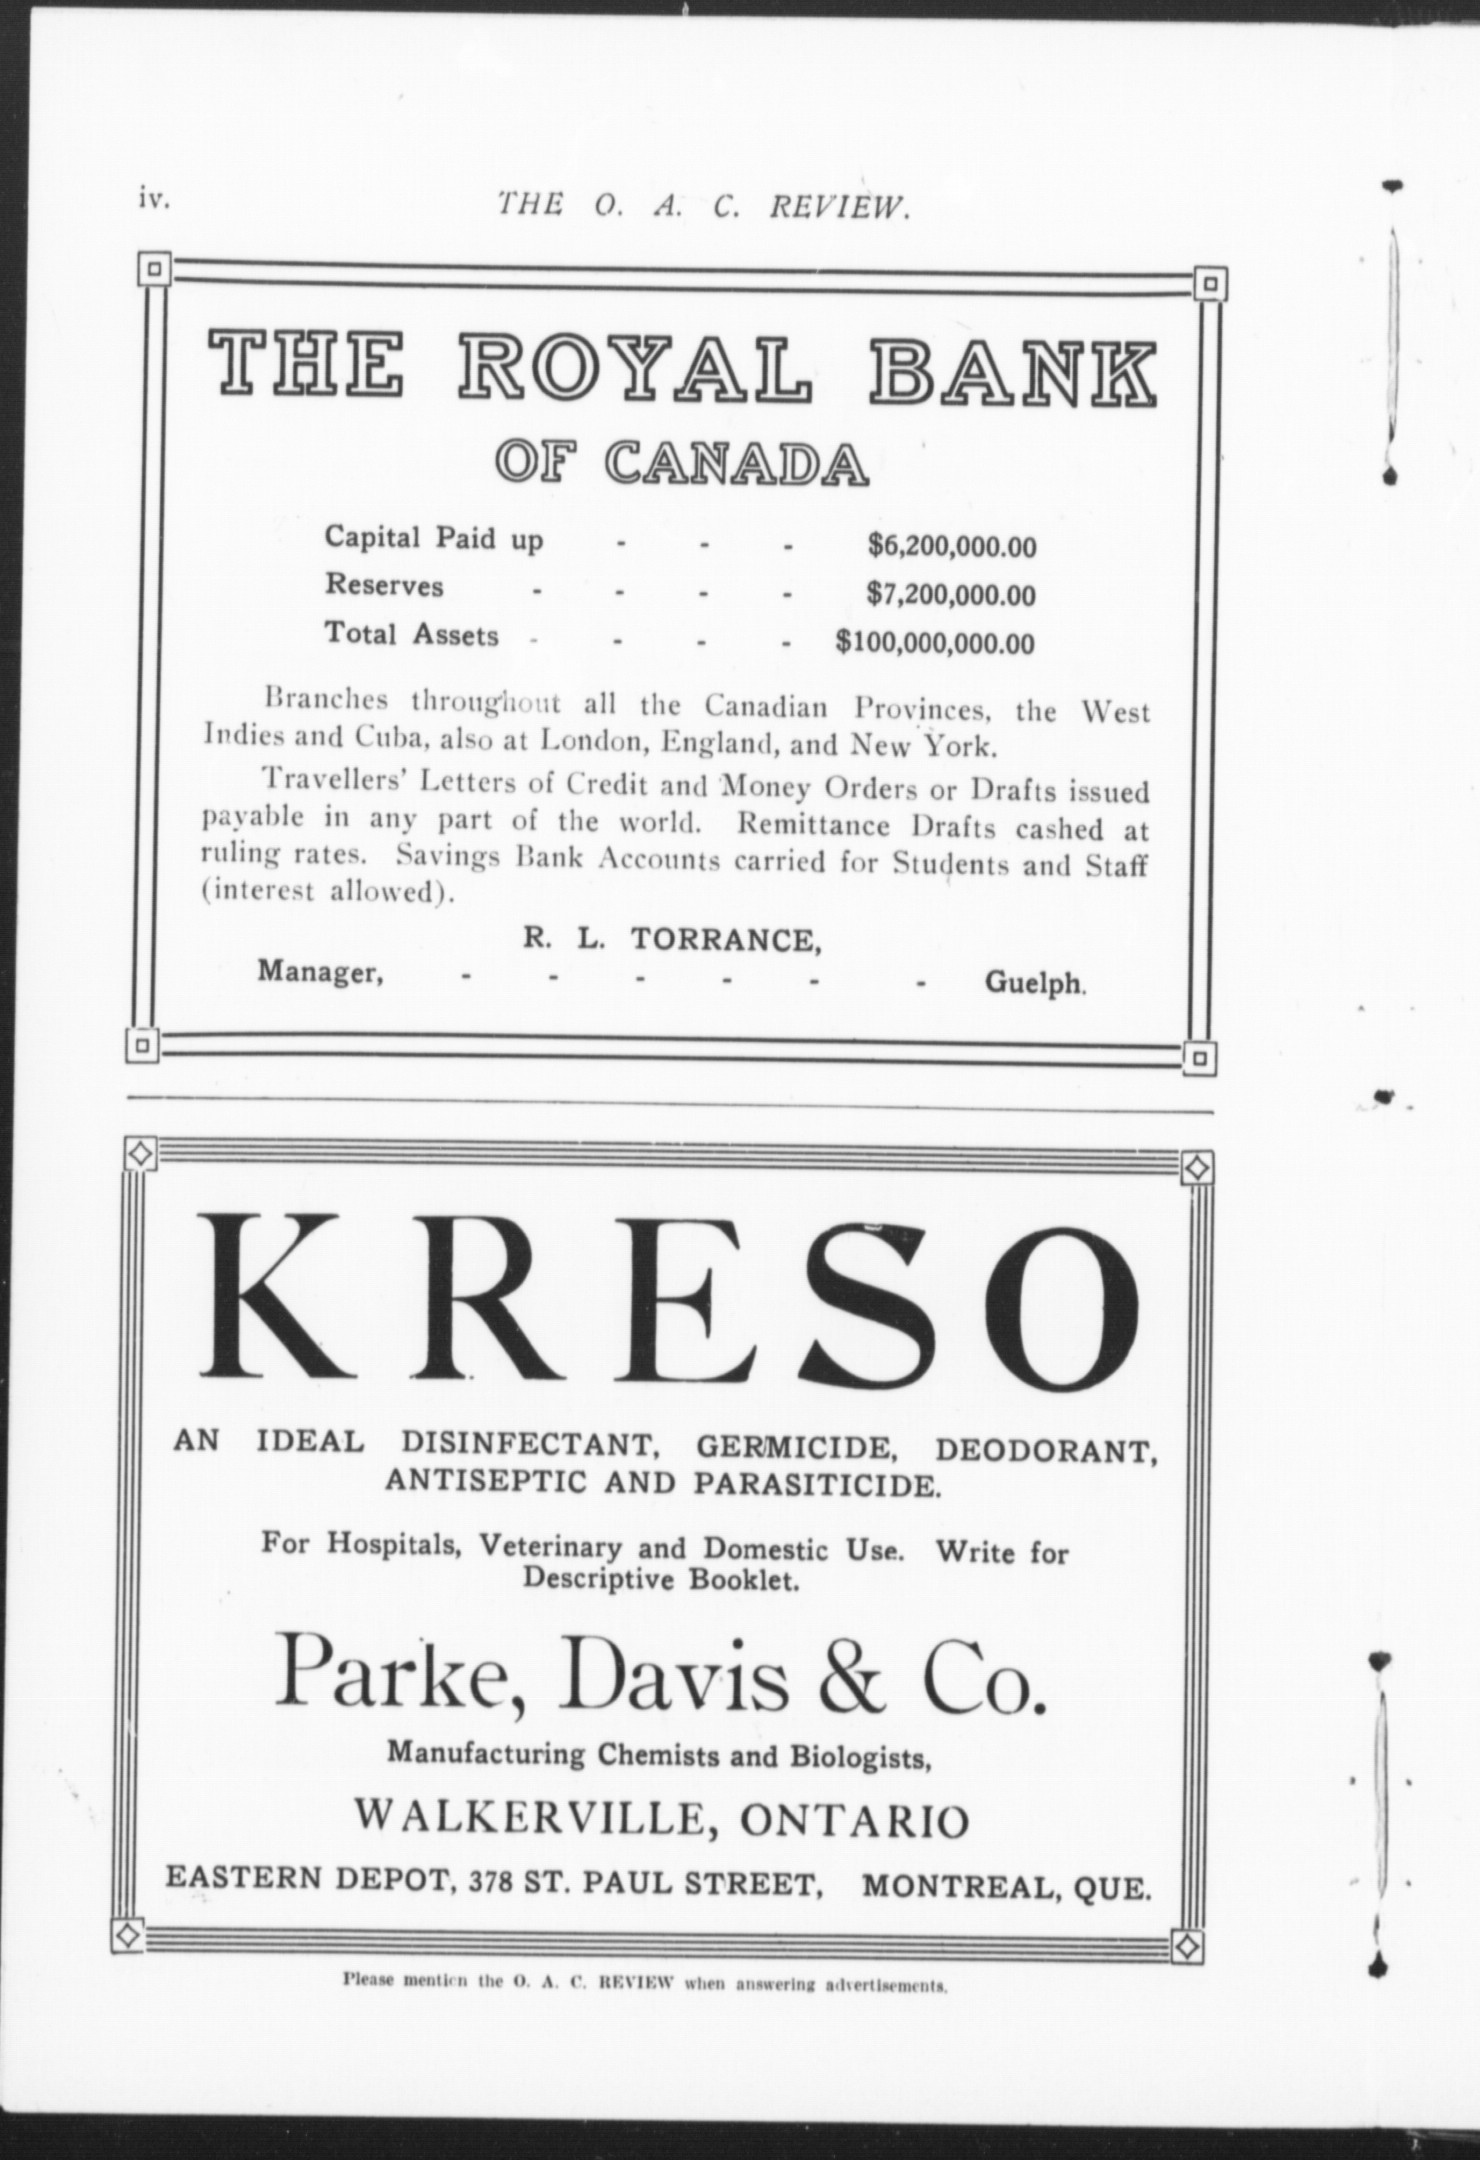 iv.
THE O. A. C. REVIEW.
THE ROYAL BANK
OF CANADA
Capital Paid up - - - $6,200,000.00
Reserves - - - - $7,200,000.00
Total Assets - - - - $100,000,000.00
Branches throughout all the Canadian Provinces, the West
Indies and Cuba, also at London, England, and New York.
Travellers' Letters of Credit and Money Orders or Drafts issued
payable in any part of the world. Remittance Drafts cashed at
ruling rates. Savings Bank Accounts carried for Students and Staff
(interest allowed).
R. L. TORRANCE,
Manager, - - - - - - Guelph.
KRESO
AN IDEAL DISINFECTANT, GERMICIDE, DEODORANT,
ANTISEPTIC AND PARASITICIDE.
For Hospitals, Veterinary and Domestic Use. Write for
Descriptive Booklet.
Parke, Davis & Co.
Manufacturing Chemists and Biologists,
WALKERVILLE, ONTARIO
EASTERN DEPOT, 378 ST. PAUL STREET, MONTREAL, QUE.
Please mention the O. A. C. REVIEW when answering advertisements.